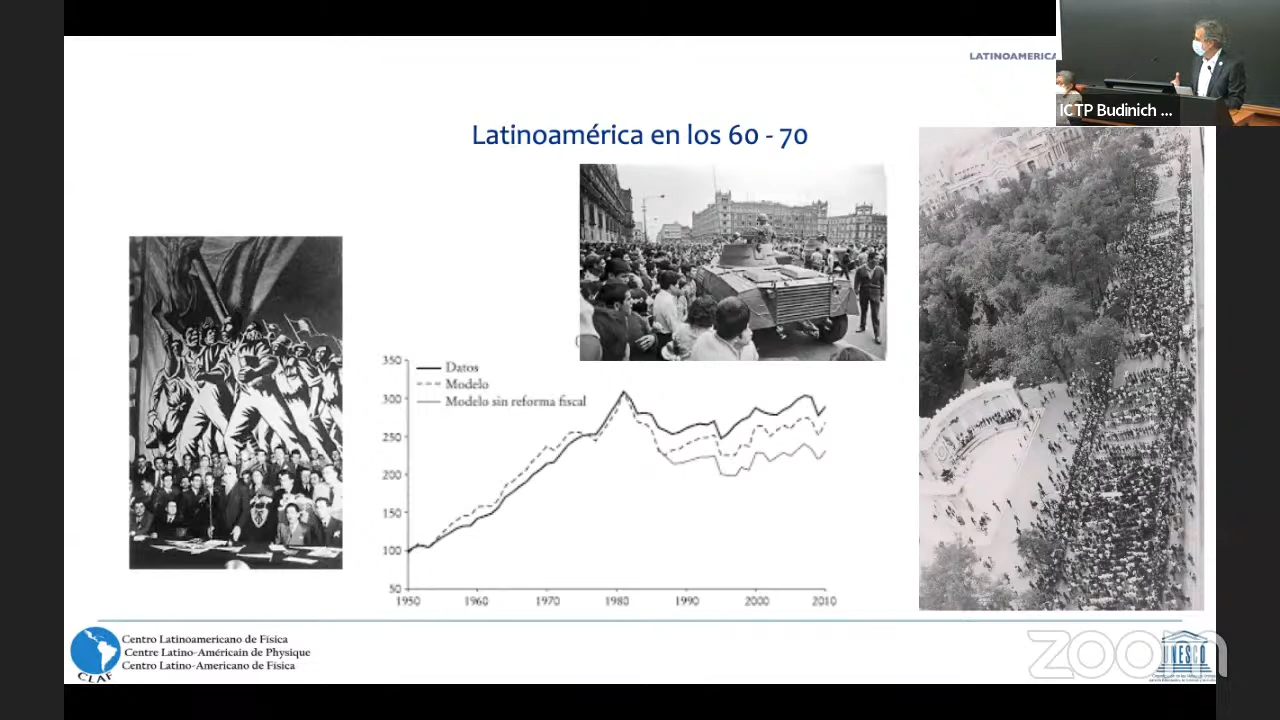 LATINOAMERICA
ICTP Budinich ...
Latinoamérica en los 60 - 70
350
300
250
200
150
100
50
Datos
Modelo
Modelo sin reforma fiscal
1950 1960 1970 1980 1990 2000 2010
Centro Latinoamericano de Física
Centre Latino-Américain de Physique
Centro Latino-Americano de Física
CLAF
zoom
UNESCO